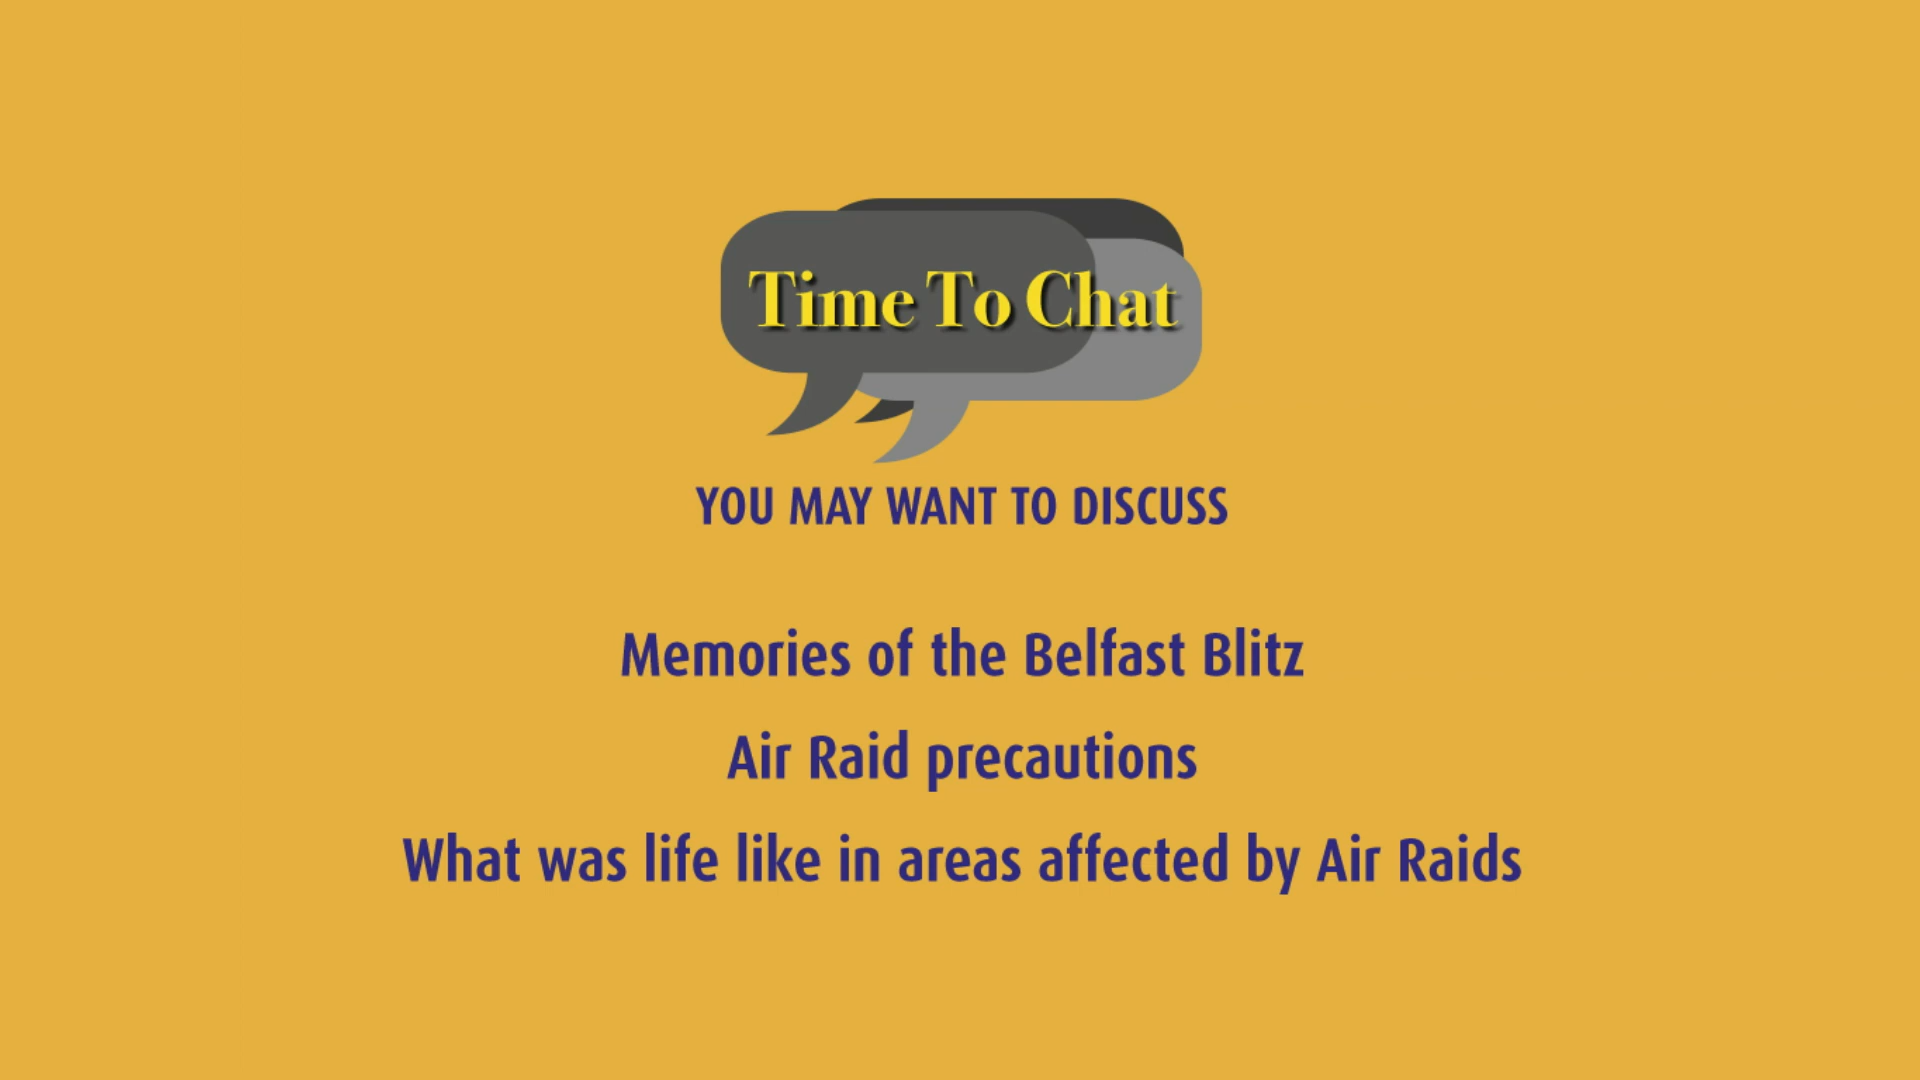 Time To Chat
YOU MAY WANT TO DISCUSS
Memories of the Belfast Blitz
Air Raid precautions
What was life like in areas affected by Air Raids